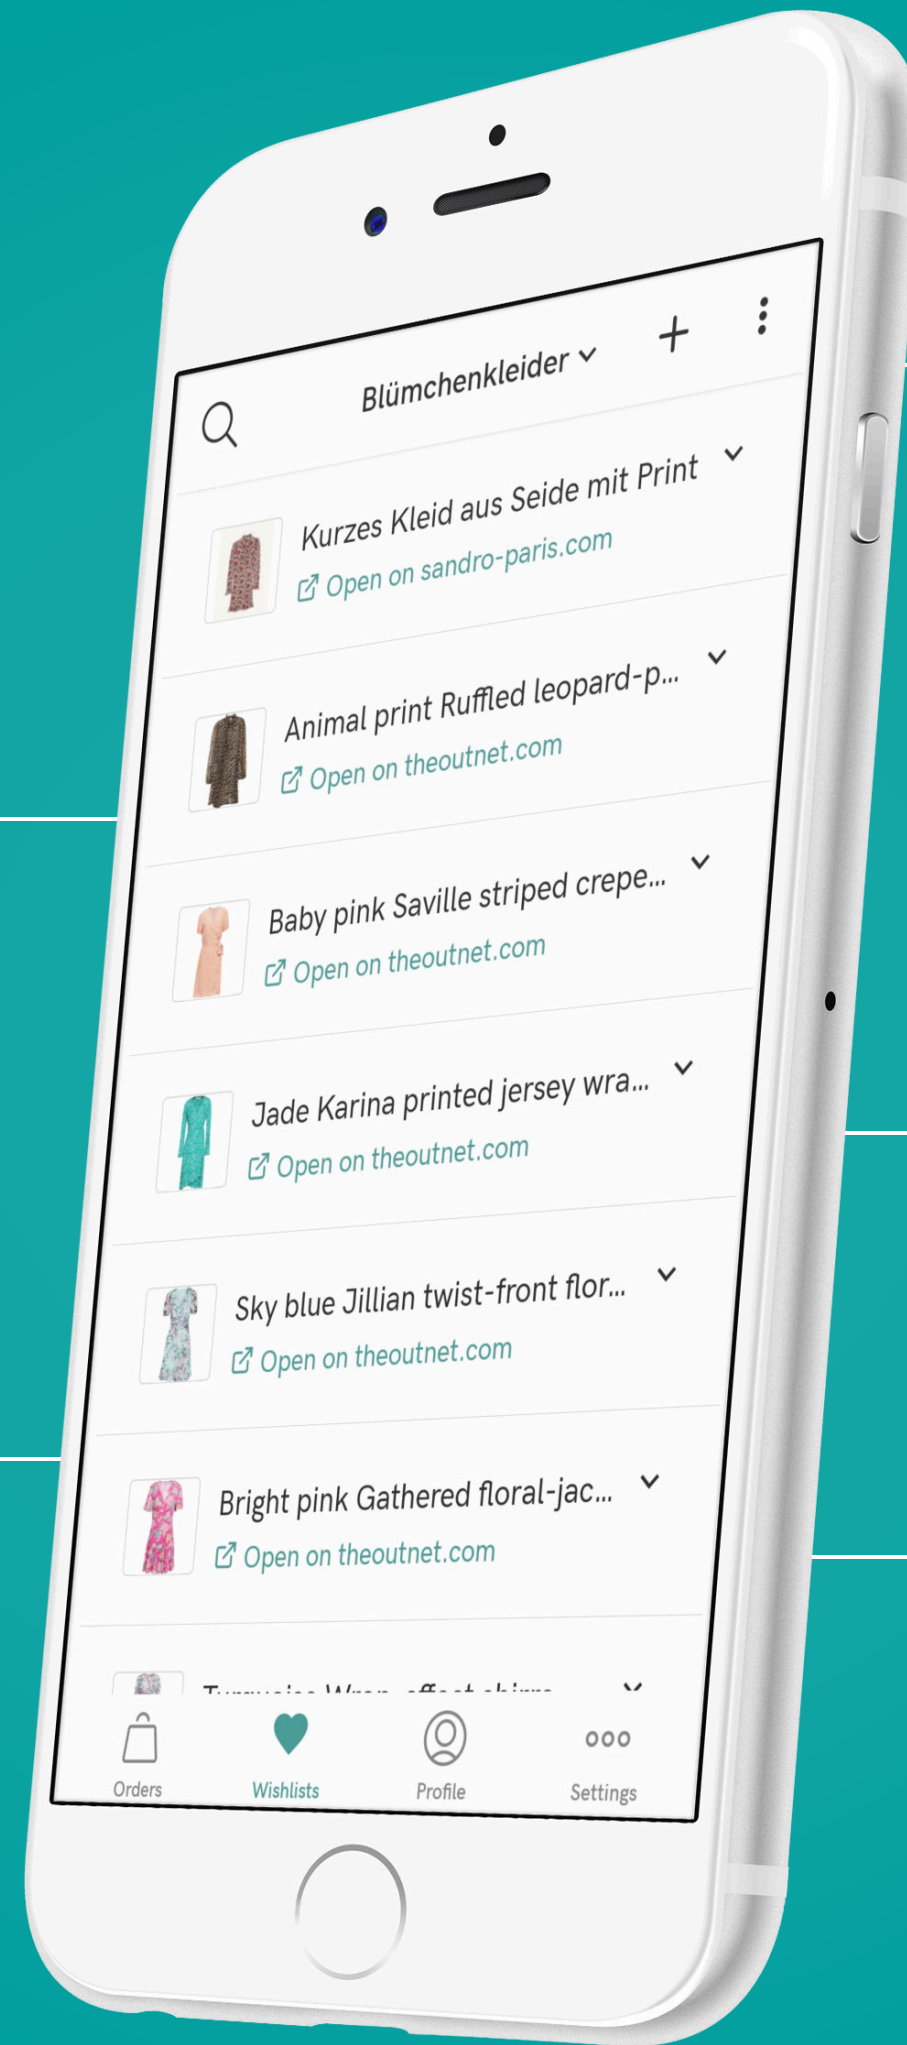 Blümchenkleider
Kurzes Kleid aus Seide mit Print
Open on sandro-paris.com
Animal print Ruffled leopard-p...
Open on theoutnet.com
Baby pink Saville striped crepe...
Open on theoutnet.com
Jade Karina printed jersey wra...
Open on theoutnet.com
Sky blue Jillian twist-front flor...
Open on theoutnet.com
Bright pink Gathered floral-jac...
Open on theoutnet.com
Orders
Wishlists
Profile
Settings